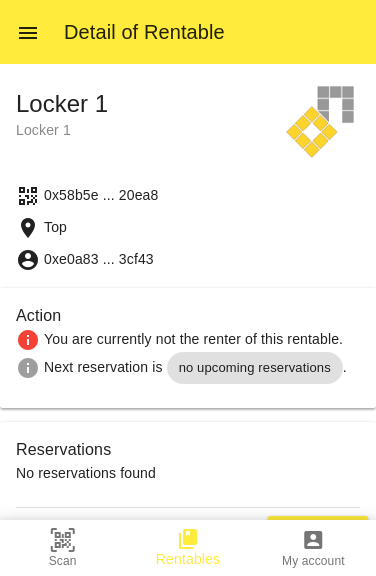 Detail of Rentable
Locker 1
Locker 1
0x58b5e ... 20ea8
Top
0xe0a83 ... 3cf43
Action
You are currently not the renter of this rentable.
Next reservation is no upcoming reservations .
Reservations
No reservations found
Scan
Rentables
My account